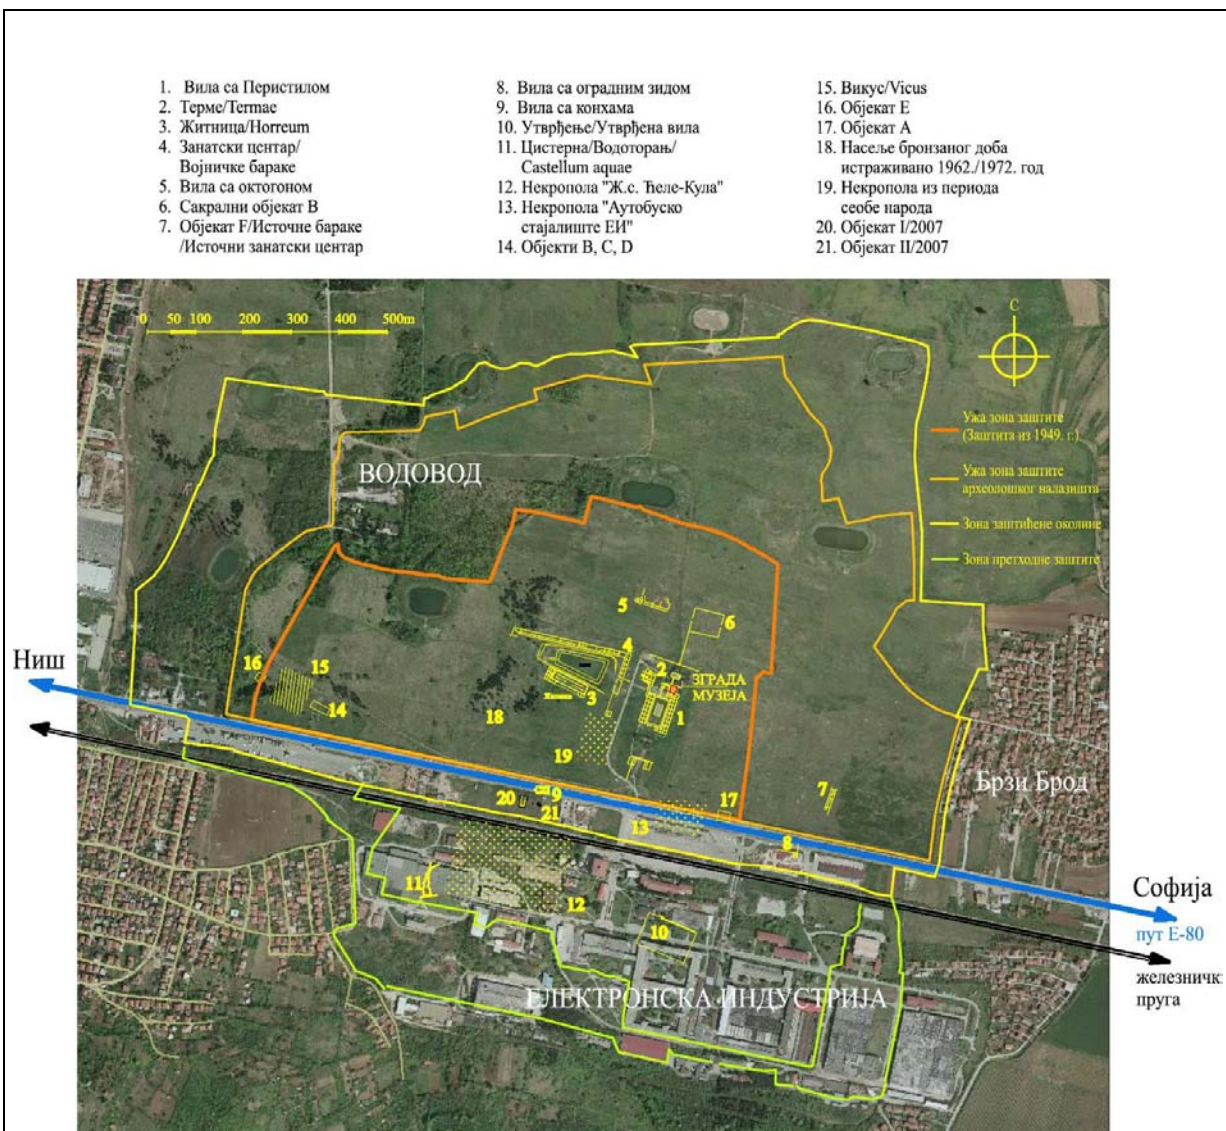 1. Вила са Перистилом
2. Терме/Termae
3. Житница/Horreum
4. Занатски центар/
Војничке бараке
5. Вила са октогоном
6. Сакрални објекат В
7. Објекат F/Источне бараке
/Источни занатски центар
8. Вила са оградним зидом
9. Вила са конхама
10. Утврђење/Утврђена вила
11. Цистерна/Водоторањ/
Castellum aquae
12. Некропола "Ж.с. Ћеле-Кула"
13. Некропола "Аутобуско
стајалиште ЕИ"
14. Објекти B, C, D
15. Викус/Vicus
16. Објекат Е
17. Објекат А
18. Насеље бронзаног доба
истраживано 1962./1972. год
19. Некропола из периода
сеобе народа
20. Објекат I/2007
21. Објекат II/2007
0 50 100 200 300 400 500m
С
Ужа зона заштите
(Заштита из 1949. г.)
Ужа зона заштите
археолошког налазишта
Зона заштићене околине
Зона претходне заштите
ВОДОВОД
5
6
4
2
ЗГРАДА
МУЗЕЈА
3
1
16
15
14
18
19
Ниш
7
Брзи Брод
9
20
21
17
13
8
11
12
10
Софија
пут Е-80
железничк
пруга
ЕЛЕКТРОНСКА ИНДУСТРИЈА